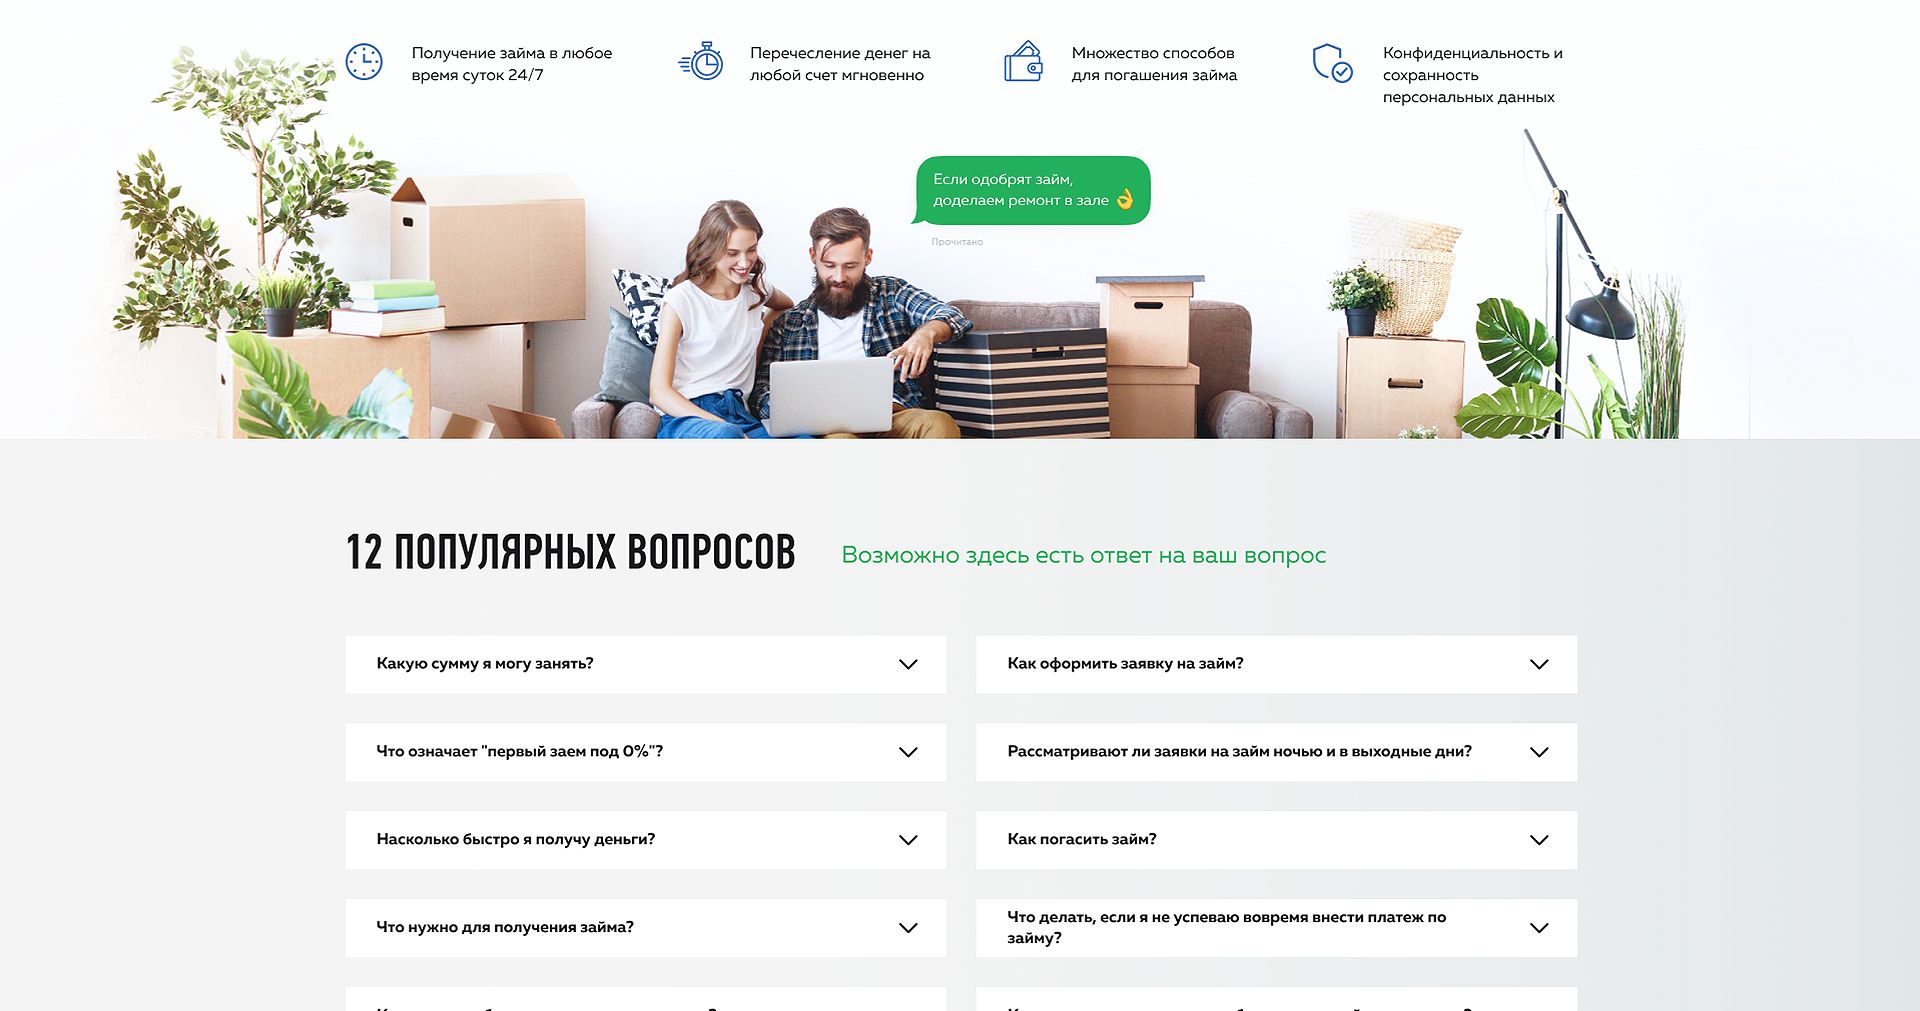 Получение займа в любое
время суток 24/7
Перечесление денег на
любой счет мгновенно
Множество способов
для погашения займа
Конфиденциальность и
сохранность
персональных данных
Если одобрят займ,
доделаем ремонт в зале 👌
Прочитано
12 ПОПУЛЯРНЫХ ВОПРОСОВ
Возможно здесь есть ответ на ваш вопрос
Какую сумму я могу занять?
Как оформить заявку на займ?
Что означает "первый заем под 0%"?
Рассматривают ли заявки на займ ночью и в выходные дни?
Насколько быстро я получу деньги?
Как погасить займ?
Что нужно для получения займа?
Что делать, если я не успеваю вовремя внести платеж по
займу?